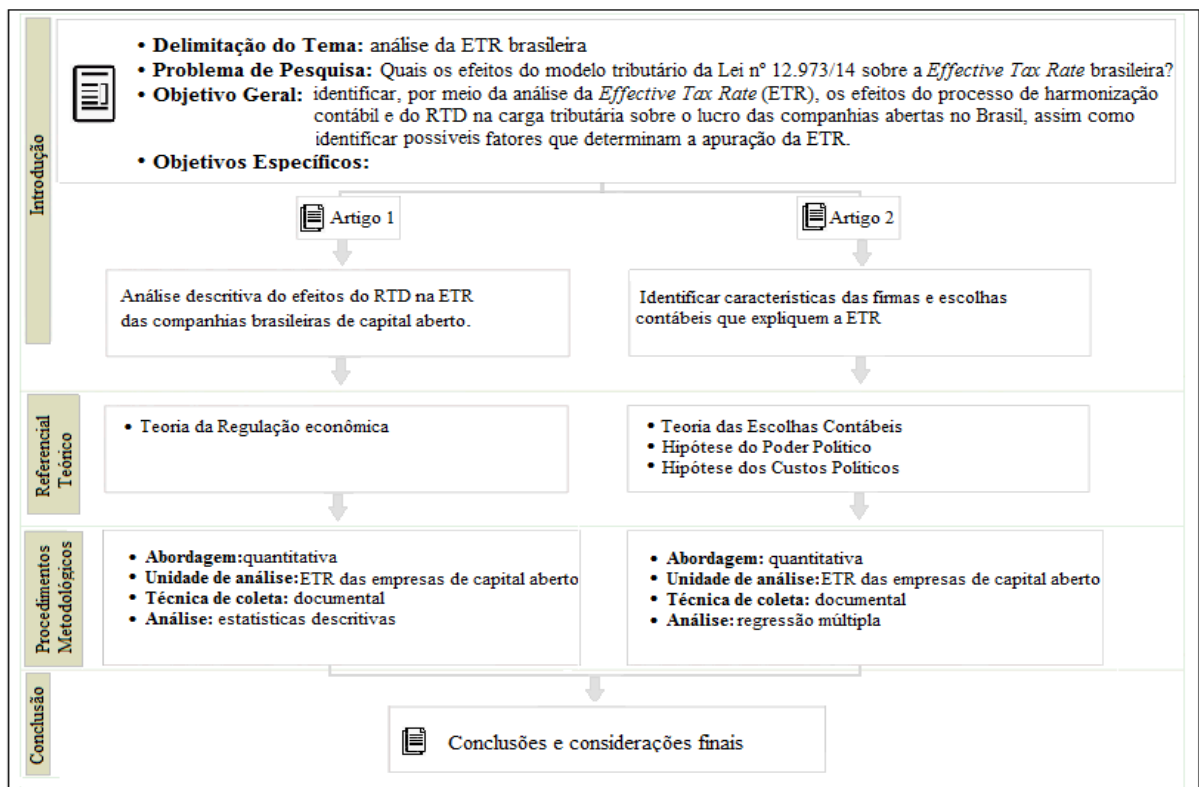 Introdução
• Delimitação do Tema: análise da ETR brasileira
• Problema de Pesquisa: Quais os efeitos do modelo tributário da Lei nº 12.973/14 sobre a Effective Tax Rate brasileira?
• Objetivo Geral: identificar, por meio da análise da Effective Tax Rate (ETR), os efeitos do processo de harmonização
contábil e do RTD na carga tributária sobre o lucro das companhias abertas no Brasil, assim como
identificar possíveis fatores que determinam a apuração da ETR.
• Objetivos Específicos:
Artigo 1
Artigo 2
Análise descritiva do efeitos do RTD na ETR
das companhias brasileiras de capital aberto.
Identificar características das firmas e escolhas
contábeis que expliquem a ETR
Referencial
Teórico
• Teoria da Regulação econômica
• Teoria das Escolhas Contábeis
• Hipótese do Poder Político
• Hipótese dos Custos Políticos
Procedimentos
Metodológicos
• Abordagem:quantitativa
• Unidade de análise:ETR das empresas de capital aberto
• Técnica de coleta: documental
• Análise: estatísticas descritivas
• Abordagem: quantitativa
• Unidade de análise:ETR das empresas de capital aberto
• Técnica de coleta: documental
• Análise: regressão múltipla
Conclusão
Conclusões e considerações finais